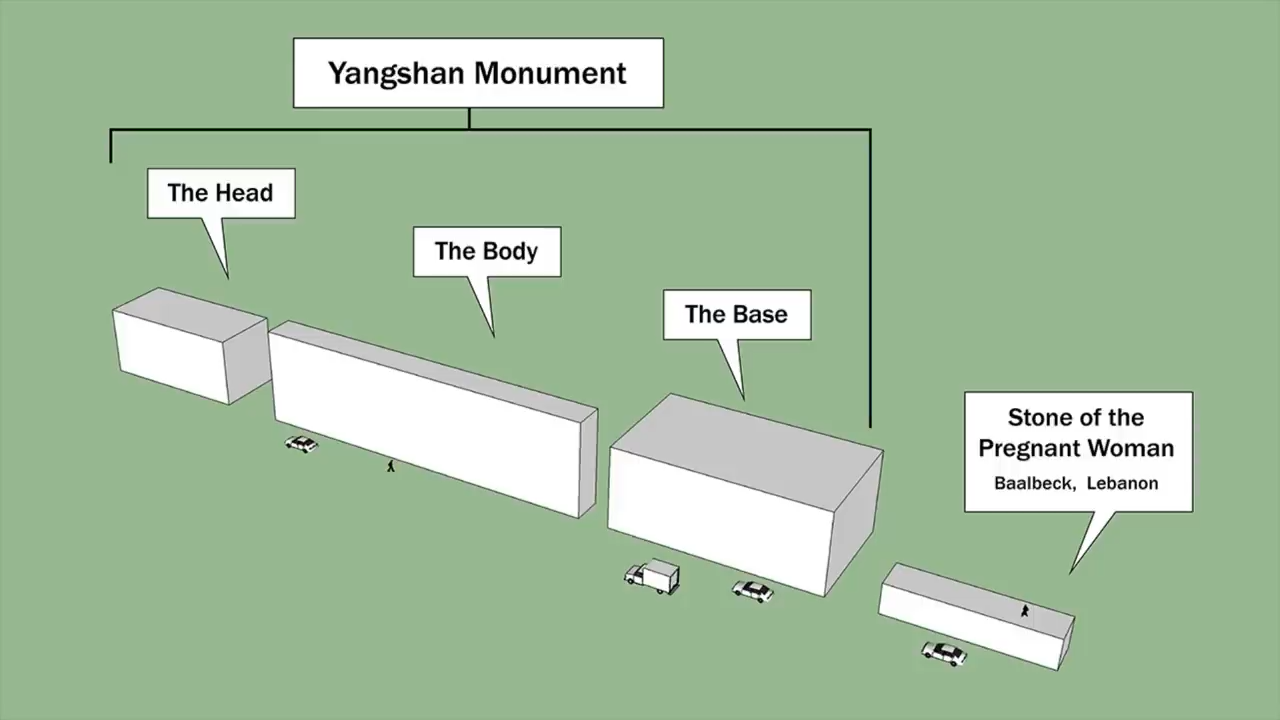 Yangshan Monument
The Head
The Body
The Base
Stone of the
Pregnant Woman
Baalbeck, Lebanon